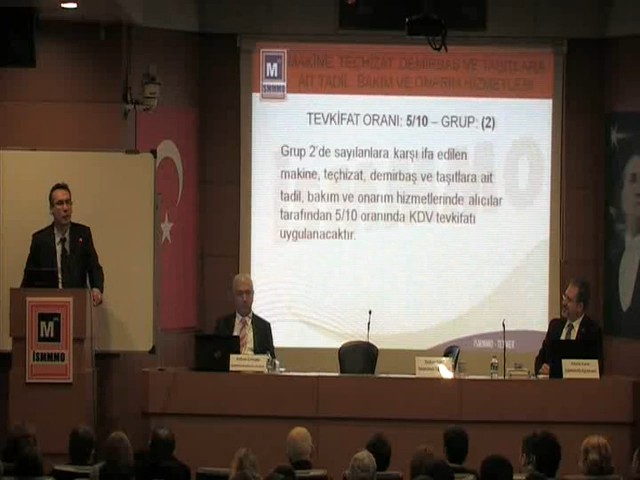 MAKİNE, TEÇHİZAT, DEMİRBAŞ VE TAŞITLARA
AİT TADİL, BAKIM VE ONARIM HİZMETLERİ
TEVKİFAT ORANI: 5/10 – GRUP: (2)
Grup 2'de sayılanlara karşı ifa edilen
makine, teçhizat, demirbaş ve taşıtlara ait
tadil, bakım ve onarım hizmetlerinde alıcılar
tarafından 5/10 oranında KDV tevkifatı
uygulanacaktır.
M
İSMMMO
M
İSMMMO